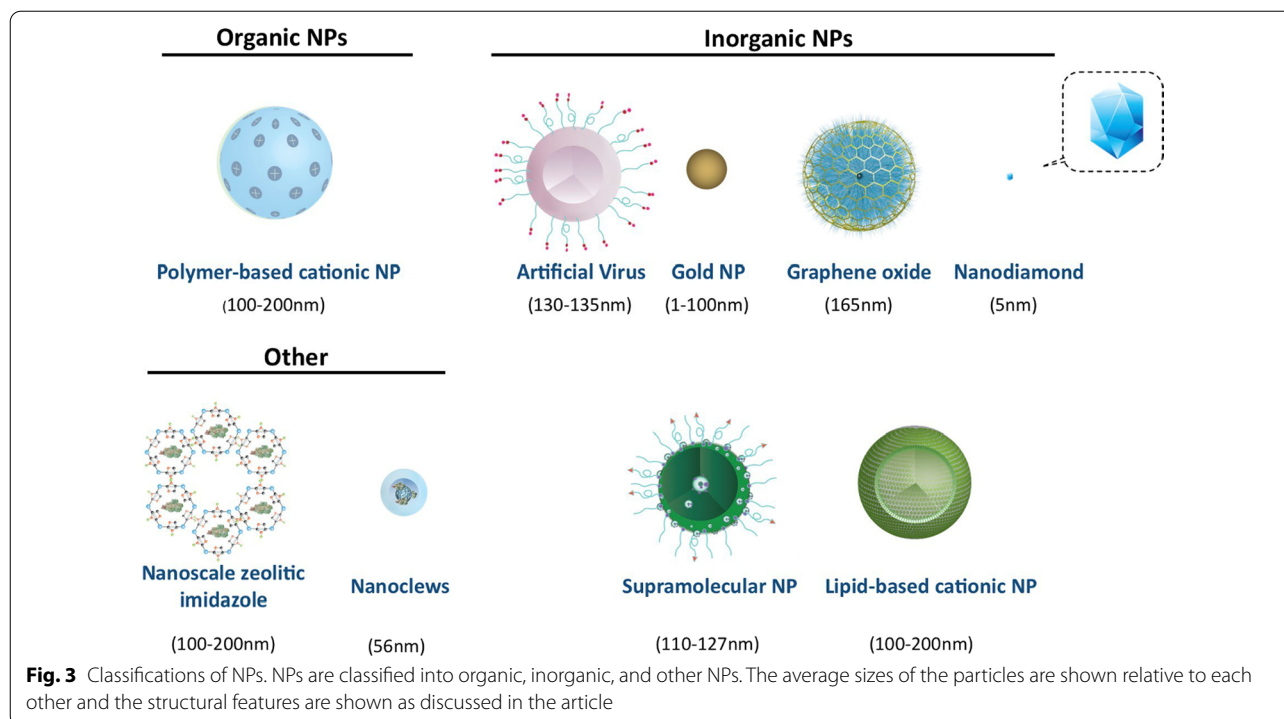 Organic NPs
Inorganic NPs
Polymer-based cationic NP
(100-200nm)
Artificial Virus
(130-135nm)
Gold NP
(1-100nm)
Graphene oxide
(165nm)
Nanodiamond
(5nm)
Other
Nanoscale zeolitic
imidazole
(100-200nm)
Nanoclews
(56nm)
Supramolecular NP
(110-127nm)
Lipid-based cationic NP
(100-200nm)
Fig. 3 Classifications of NPs. NPs are classified into organic, inorganic, and other NPs. The average sizes of the particles are shown relative to each
other and the structural features are shown as discussed in the article